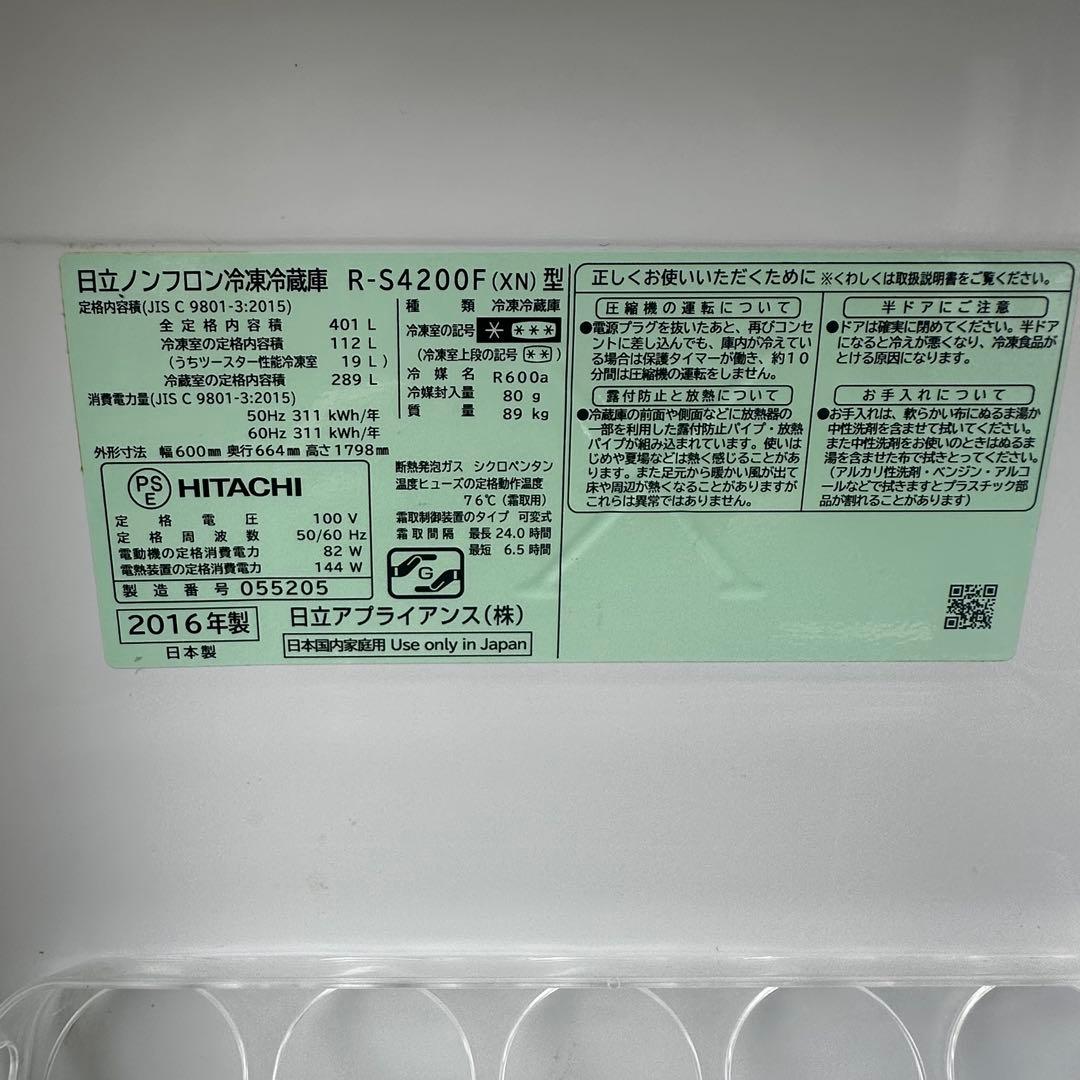 日立ノンフロン冷凍冷蔵庫 R-S4200F(XN)型
定格内容積(JIS C 9801-3:2015)
全定格内容積 401 L
冷凍室の定格内容積 112 L
(うちツースター性能冷凍室 19 L)
冷蔵室の定格内容積 289 L
消費電力量(JIS C 9801-3:2015)
50Hz 311 kWh/年
60Hz 311 kWh/年
外形寸法 幅600mm 奥行664mm 高さ1798mm
種類 冷凍冷蔵庫
冷凍室の記号 * ***
(冷凍室上段の記号 **)
冷媒名 R600a
冷媒封入量 80 g
質量 89 kg
PS
E
HITACHI
定格電圧 100 V
定格周波数 50/60 Hz
電動機の定格消費電力 82 W
電熱装置の定格消費電力 144 W
製造番号 055205
2016年製
日本製
断熱発泡ガス シクロペンタン
温度ヒューズの定格動作温度
76℃(霜取用)
霜取制御装置のタイプ 可変式
霜取間隔 最長24.0時間
最短 6.5時間
G
日立アプライアンス(株)
日本国内家庭用 Use only in Japan
正しくお使いいただくために ※くわしくは取扱説明書をご覧ください。
圧縮機の運転について
●電源プラグを抜いたあと、再びコンセ
ントに差し込んでも、庫内が冷えてい
る場合は保護タイマーが働き、約10
分間は圧縮機の運転をしません。
露付防止と放熱について
●冷蔵庫の前面や側面などに放熱器の
一部を利用した露付防止パイプ・放熱
パイプが組み込まれています。使いは
じめや夏場などは熱く感じることがあ
ります。また足元から暖かい風が出て
床や周辺が熱くなることがありますが
これらは異常ではありません。
半ドアにご注意
●ドアは確実に閉めてください。半ドア
になると冷えが悪くなり、冷凍食品が
とける原因になります。
お手入れについて
●お手入れは、軟らかい布にぬるま湯か
中性洗剤を含ませて拭いてください。
また中性洗剤をお使いのときはぬるま
湯を含ませた布で拭きとってください。
(アルカリ性洗剤・ベンジン・アルコ
ールなどで拭きますとプラスチック部
品が割れることがあります)